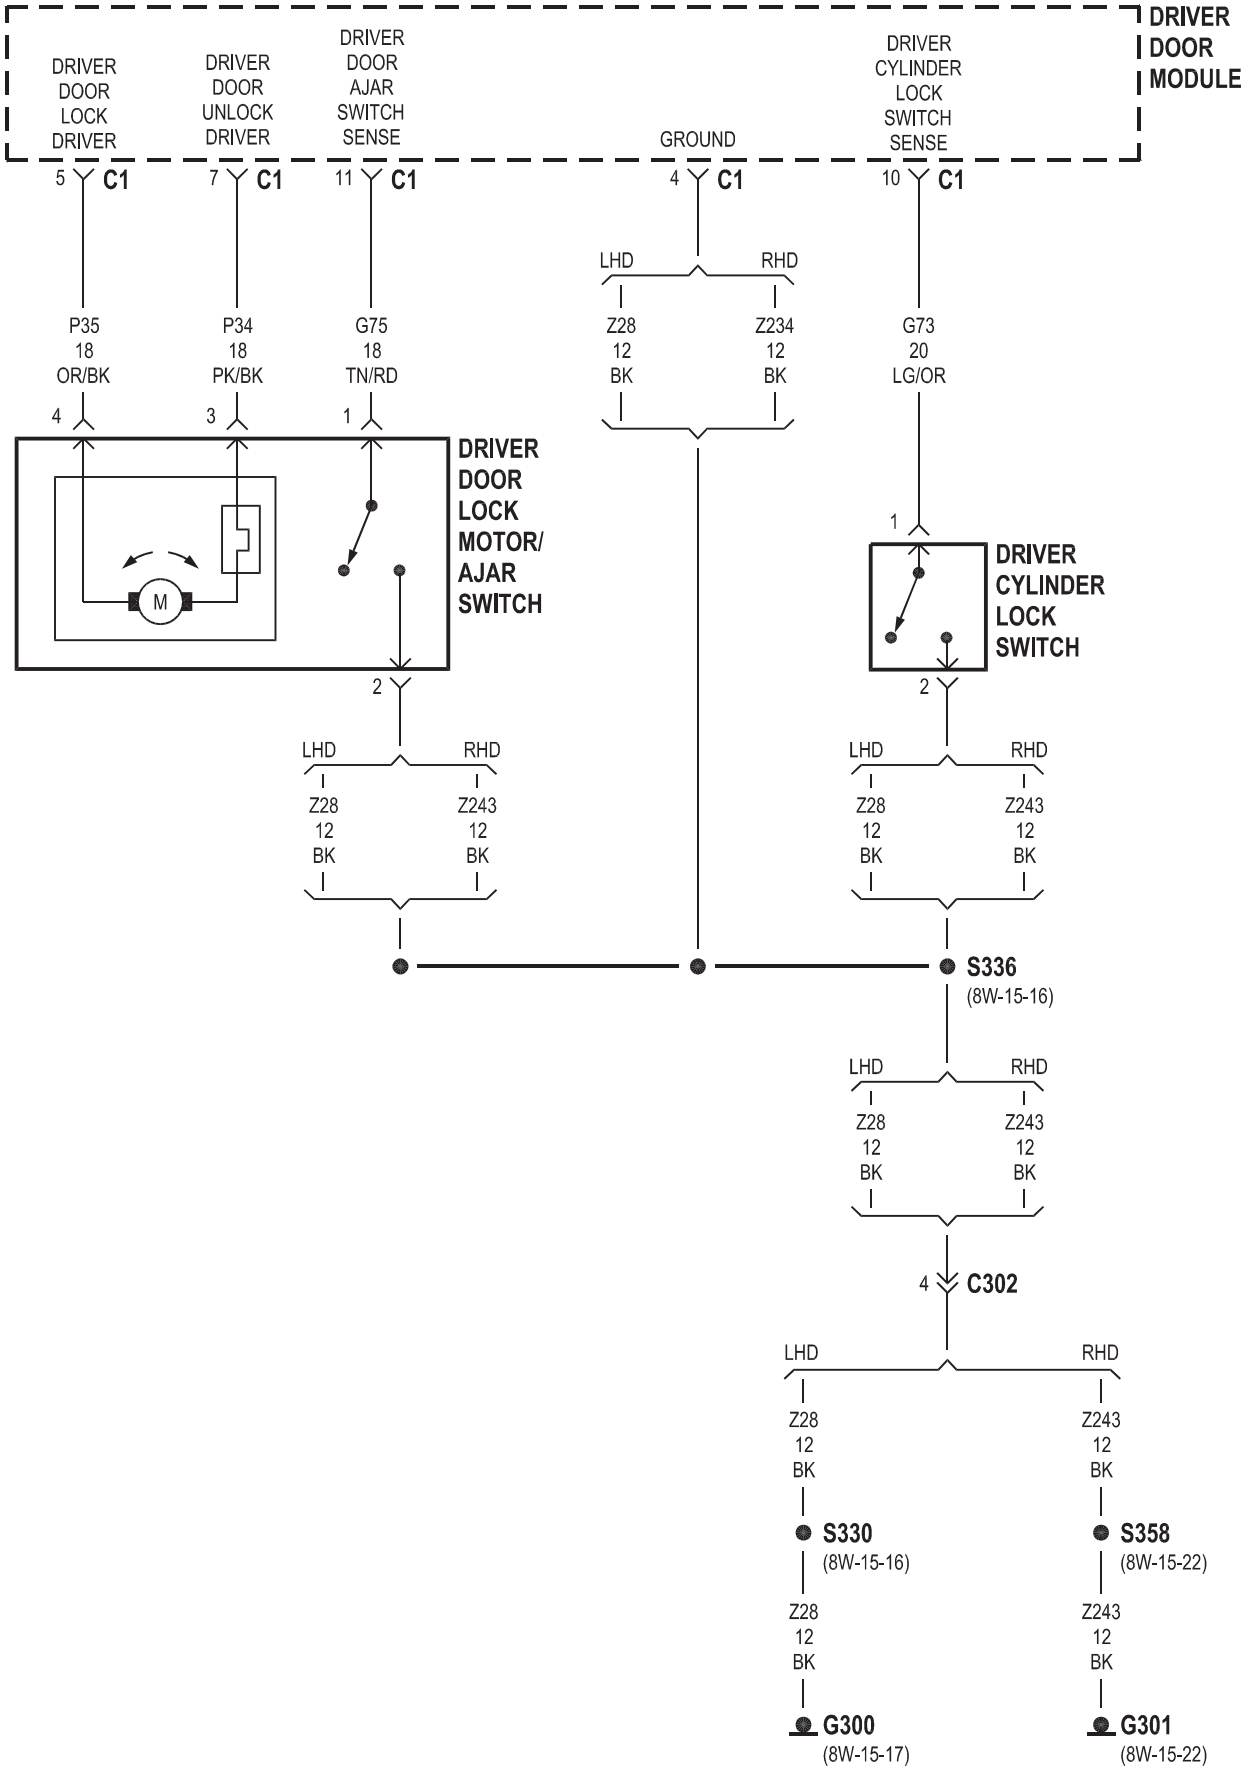 DRIVER
DOOR
MODULE
DRIVER
DOOR
LOCK
DRIVER
DRIVER
DOOR
UNLOCK
DRIVER
DRIVER
DOOR
AJAR
SWITCH
SENSE
GROUND
DRIVER
CYLINDER
LOCK
SWITCH
SENSE
5 C1
7 C1
11 C1
4 C1
10 C1
LHD
RHD
P35
18
OR/BK
P34
18
PK/BK
G75
18
TN/RD
Z28
12
BK
Z234
12
BK
G73
20
LG/OR
4
3
1
DRIVER
DOOR
LOCK
MOTOR/
AJAR
SWITCH
M
2
1
DRIVER
CYLINDER
LOCK
SWITCH
2
LHD
RHD
Z28
12
BK
Z243
12
BK
LHD
RHD
Z28
12
BK
Z243
12
BK
S336
(8W-15-16)
LHD
RHD
Z28
12
BK
Z243
12
BK
4 C302
LHD
RHD
Z28
12
BK
Z243
12
BK
S330
(8W-15-16)
S358
(8W-15-22)
Z28
12
BK
Z243
12
BK
G300
(8W-15-17)
G301
(8W-15-22)